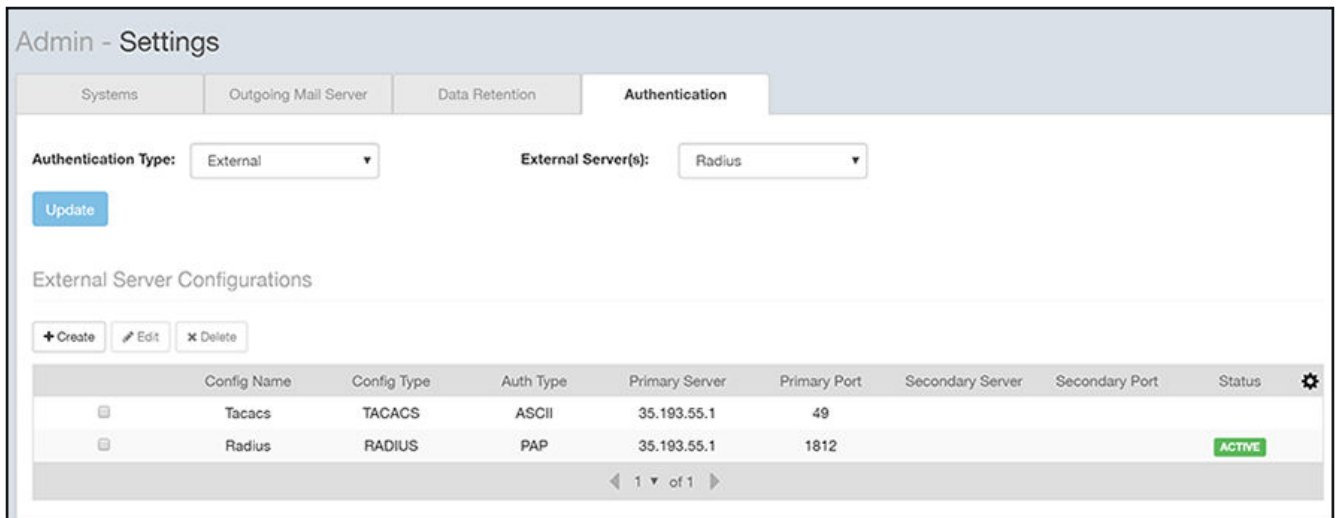 Admin - Settings
Systems Outgoing Mail Server Data Retention Authentication
Authentication Type: External External Server(s): Radius
Update
External Server Configurations
+ Create Edit x Delete
Config Name Config Type Auth Type Primary Server Primary Port Secondary Server Secondary Port Status
Tacacs TACACS ASCII 35.193.55.1 49
Radius RADIUS PAP 35.193.55.1 1812 ACTIVE
1 of 1